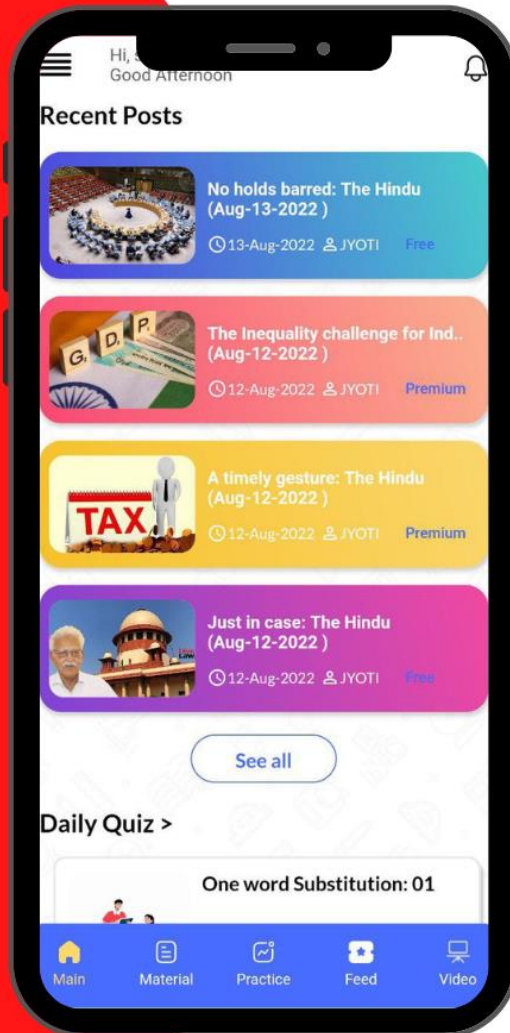 Hi,
Good Afternoon
Recent Posts
No holds barred: The Hindu
(Aug-13-2022 )
13-Aug-2022 JYOTI Free
G D P
The Inequality challenge for Ind..
(Aug-12-2022 )
12-Aug-2022 JYOTI Premium
TAX
A timely gesture: The Hindu
(Aug-12-2022 )
12-Aug-2022 JYOTI Premium
Just in case: The Hindu
(Aug-12-2022 )
12-Aug-2022 JYOTI Free
See all
Daily Quiz >
One word Substitution: 01
Main Material Practice Feed Video